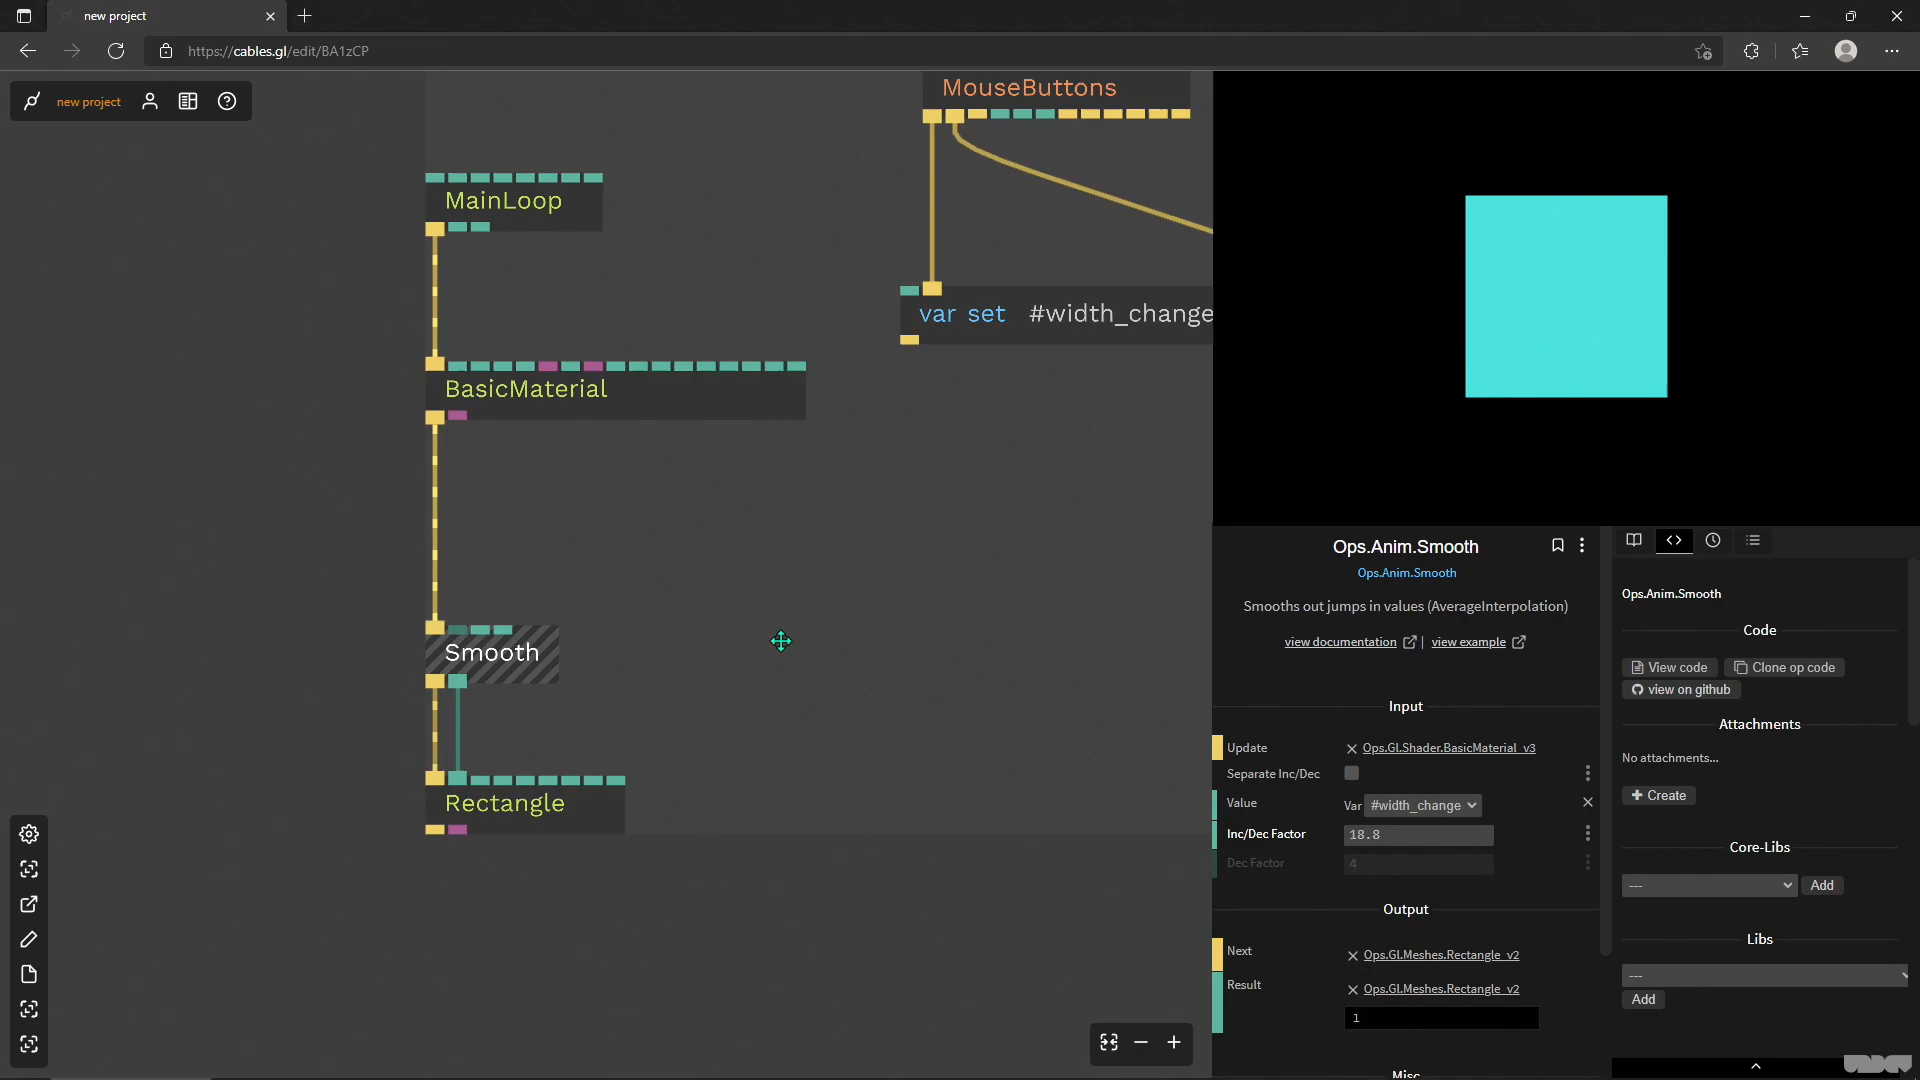 new project
https://cables.gl/edit/BA1zCP
new project
MouseButtons
MainLoop
var set #width_change
BasicMaterial
Smooth
Rectangle
Ops.Anim.Smooth
Ops.Anim.Smooth
Smooths out jumps in values (AverageInterpolation)
view documentation | view example
Input
Update Ops.Gl.Shader.BasicMaterial_v3
Separate Inc/Dec
Value Var #width_change
Inc/Dec Factor 18.8
Dec Factor 4
Output
Next Ops.Gl.Meshes.Rectangle_v2
Result Ops.Gl.Meshes.Rectangle_v2
1
Misc
Ops.Anim.Smooth
Code
View code Clone op code
view on github
Attachments
No attachments...
+ Create
Core-Libs
--- Add
Libs
---
Add